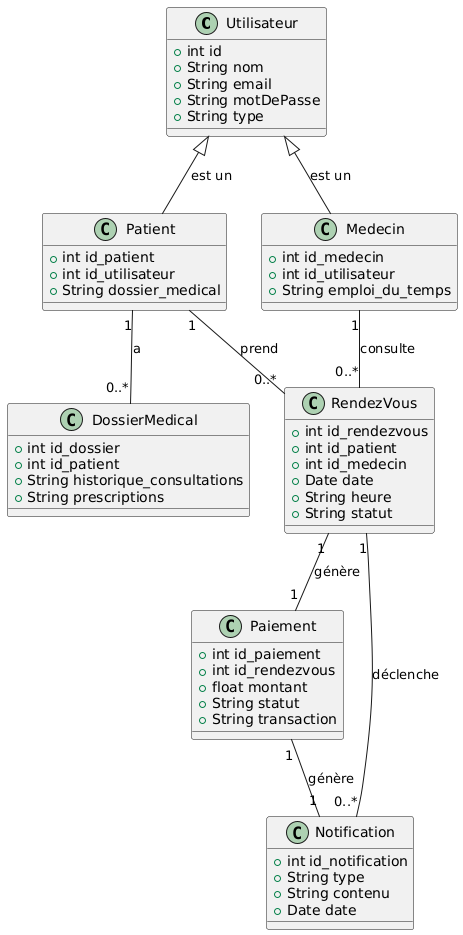 C Utilisateur
int id
String nom
String email
String motDePasse
String type
est un
est un
C Patient
int id_patient
int id_utilisateur
String dossier_medical
C Medecin
int id_medecin
int id_utilisateur
String emploi_du_temps
1
1
1
a
prend
consulte
0..*
0..*
0..*
C DossierMedical
int id_dossier
int id_patient
String historique_consultations
String prescriptions
C RendezVous
int id_rendezvous
int id_patient
int id_medecin
Date date
String heure
String statut
1
1
génère
1
déclenche
C Paiement
int id_paiement
int id_rendezvous
float montant
String statut
String transaction
1
génère
1
0..*
C Notification
int id_notification
String type
String contenu
Date date